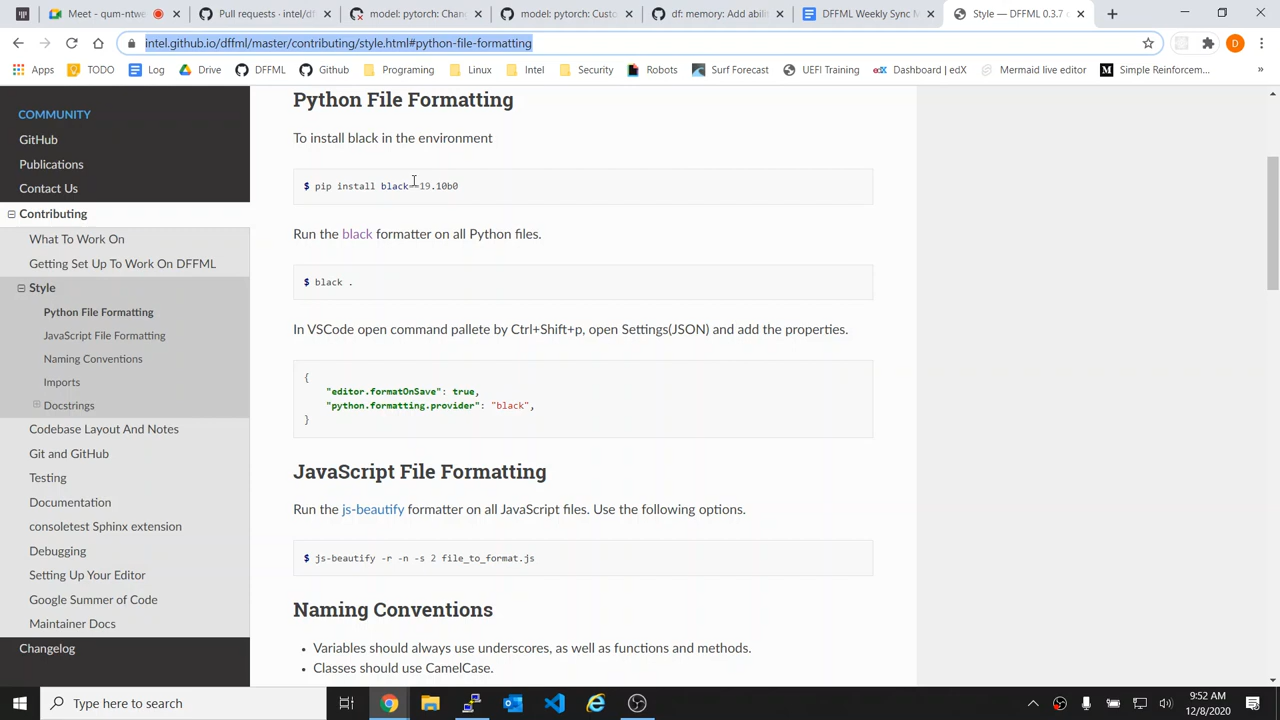 Meet - qum-ntwe
Pull requests · intel/df
model: pytorch: Chan
model: pytorch: Custo
df: memory: Add abi
DFFML Weekly Sync M
Style — DFFML 0.3.7 c
intel.github.io/dffml/master/contributing/style.html#python-file-formatting
D
Apps
TODO
Log
Drive
DFFML
Github
Programing
Linux
Intel
Security
Robots
Surf Forecast
UEFI Training
edX
Dashboard | edX
Mermaid live editor
Simple Reinforcem...
COMMUNITY
GitHub
Publications
Contact Us
Contributing
What To Work On
Getting Set Up To Work On DFFML
Style
Python File Formatting
JavaScript File Formatting
Naming Conventions
Imports
Docstrings
Codebase Layout And Notes
Git and GitHub
Testing
Documentation
consoletest Sphinx extension
Debugging
Setting Up Your Editor
Google Summer of Code
Maintainer Docs
Changelog
Python File Formatting
To install black in the environment
$ pip install black==19.10b0
Run the black formatter on all Python files.
$ black .
In VSCode open command pallete by Ctrl+Shift+p, open Settings(JSON) and add the properties.
{
"editor.formatOnSave": true,
"python.formatting.provider": "black",
}
JavaScript File Formatting
Run the js-beautify formatter on all JavaScript files. Use the following options.
$ js-beautify -r -n -s 2 file_to_format.js
Naming Conventions
• Variables should always use underscores, as well as functions and methods.
• Classes should use CamelCase.
Type here to search
9:52 AM
12/8/2020